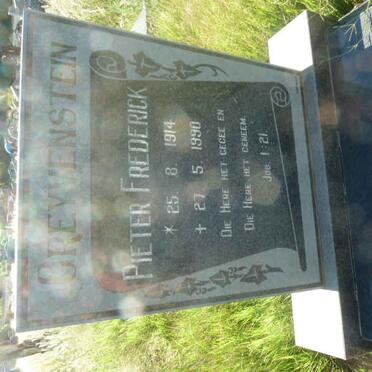 GREYVENSTEIN
PIETER FREDERICK
* 25. 8. 1914
+ 27. 5. 1990
DIE HERE HET GEGEE EN
DIE HERE HET GENEEM.
JOB. 1:21.